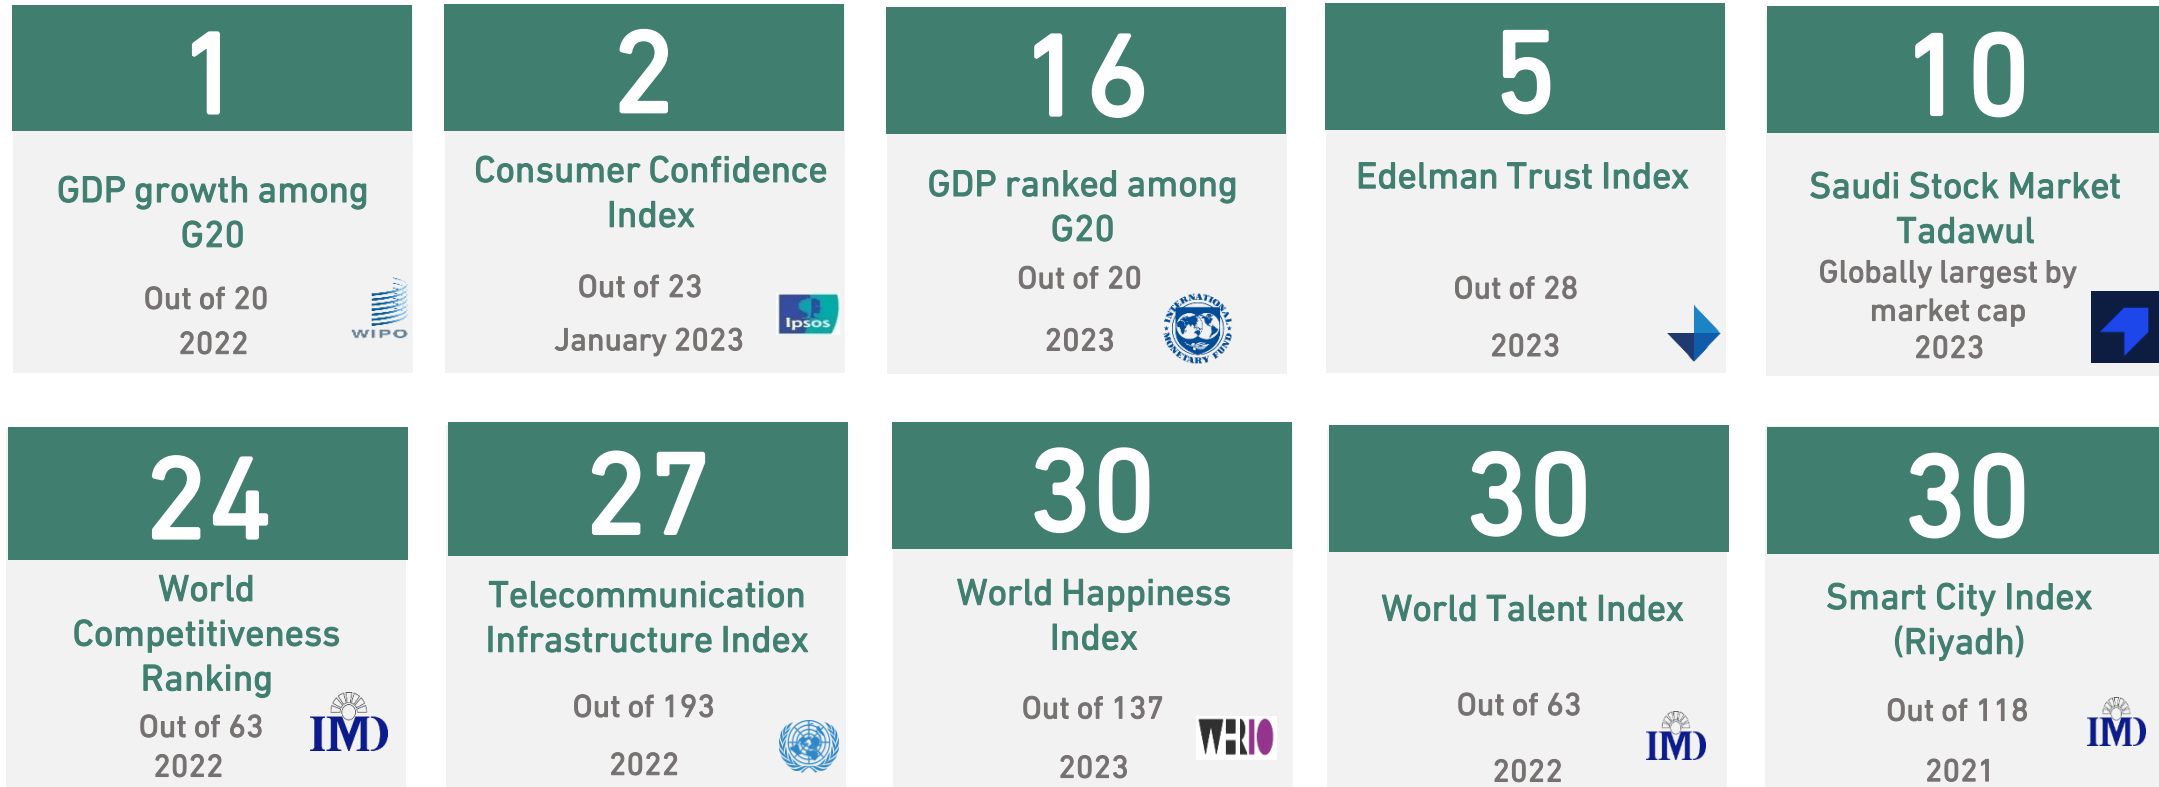 1
GDP growth among
G20
Out of 20
2022
WIPO
2
Consumer Confidence
Index
Out of 23
January 2023
Ipsos
16
GDP ranked among
G20
Out of 20
2023
INTERNATIONAL
MONETARY FUND
5
Edelman Trust Index
Out of 28
2023
10
Saudi Stock Market
Tadawul
Globally largest by
market cap
2023
24
World
Competitiveness
Ranking
Out of 63
2022
IMD
27
Telecommunication
Infrastructure Index
Out of 193
2022
30
World Happiness
Index
Out of 137
2023
WHR10
30
World Talent Index
Out of 63
2022
IMD
30
Smart City Index
(Riyadh)
Out of 118
2021
IMD